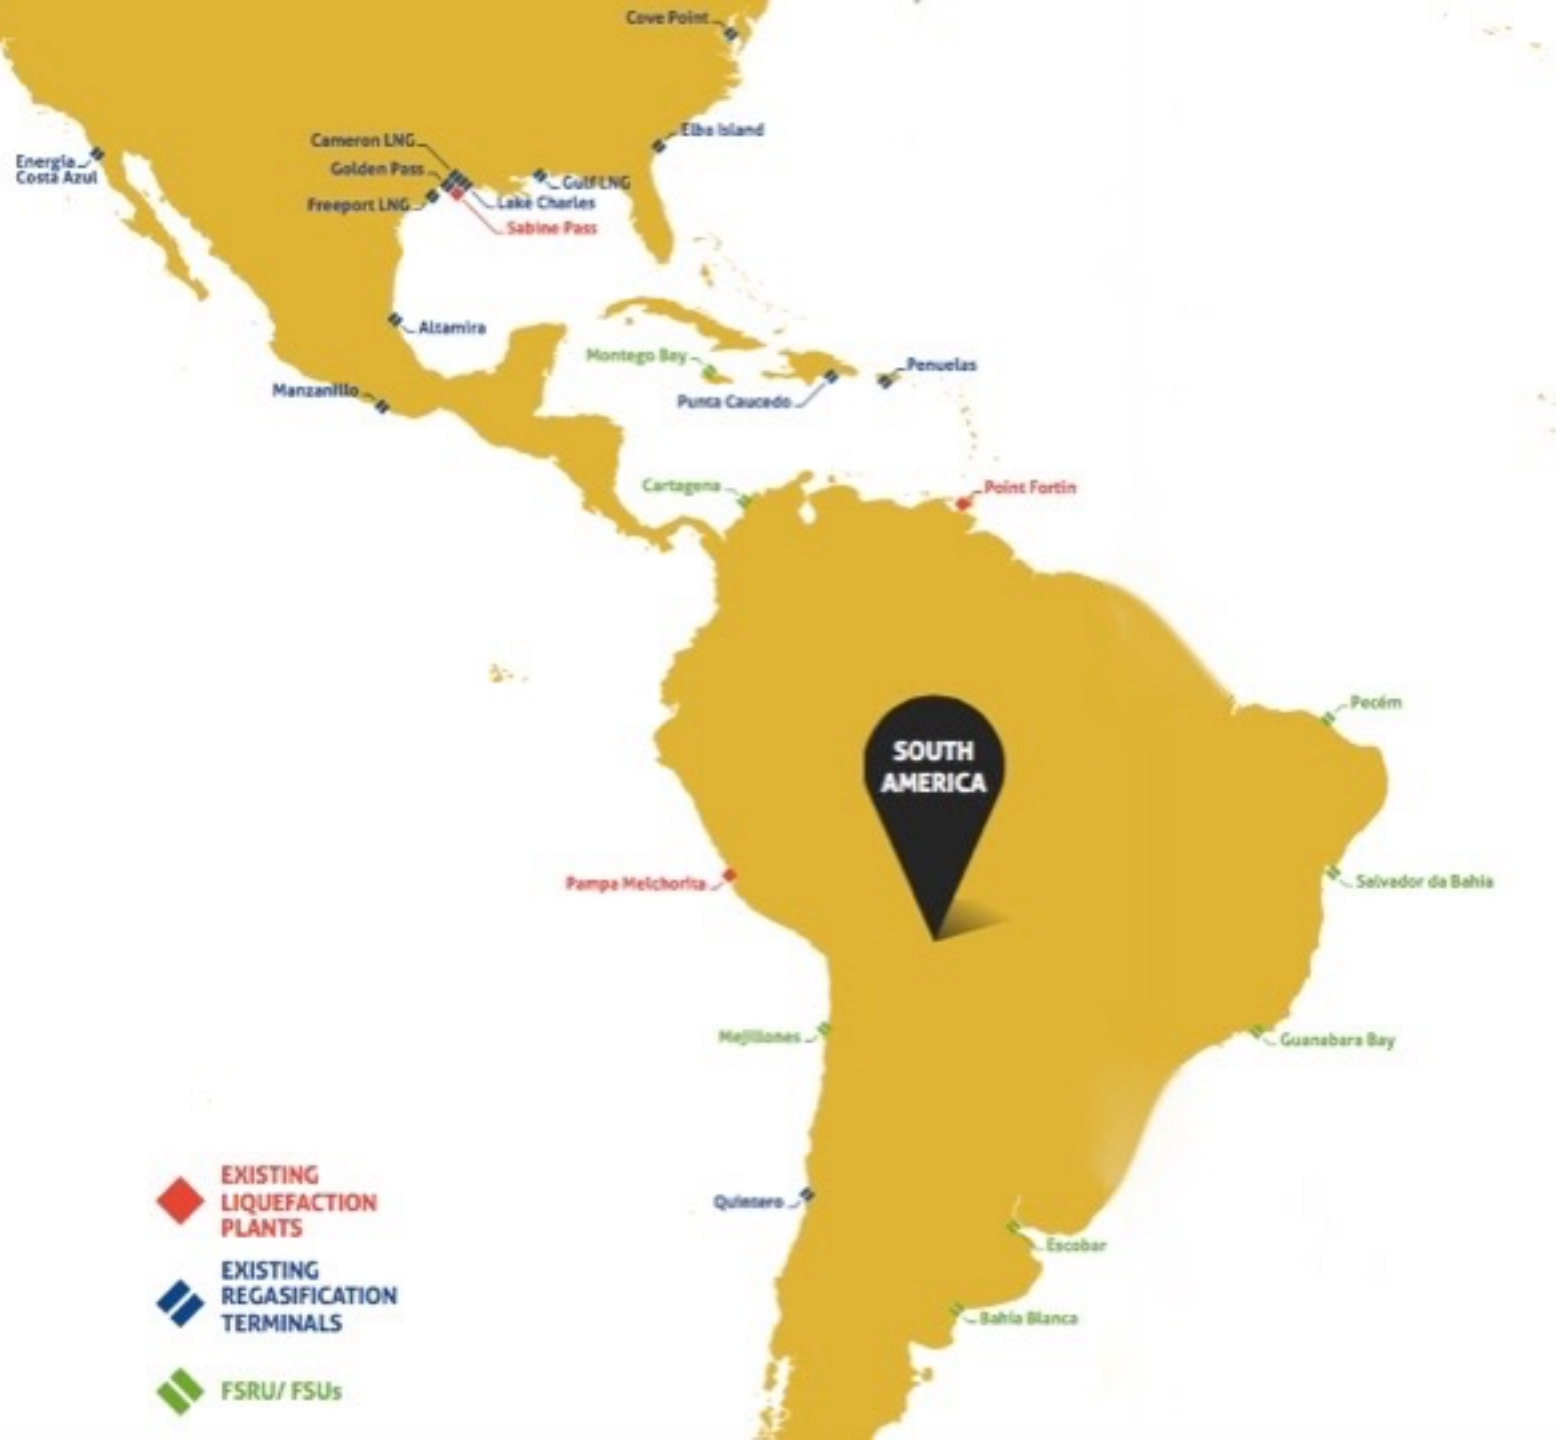 Cove Point
Elba Island
Cameron LNG
Energia
Costa Azul
Golden Pass
Gulf LNG
Freeport LNG
Lake Charles
Sabine Pass
Altamira
Montego Bay
Penuelas
Manzanillo
Punta Caucedo
Cartagena
Point Fortin
Pecém
SOUTH
AMERICA
Pampa Melchorita
Salvador da Bahia
Mejillones
Guanabara Bay
Quintero
Escobar
Bahia Blanca
EXISTING
LIQUEFACTION
PLANTS
EXISTING
REGASIFICATION
TERMINALS
FSRU/ FSUs